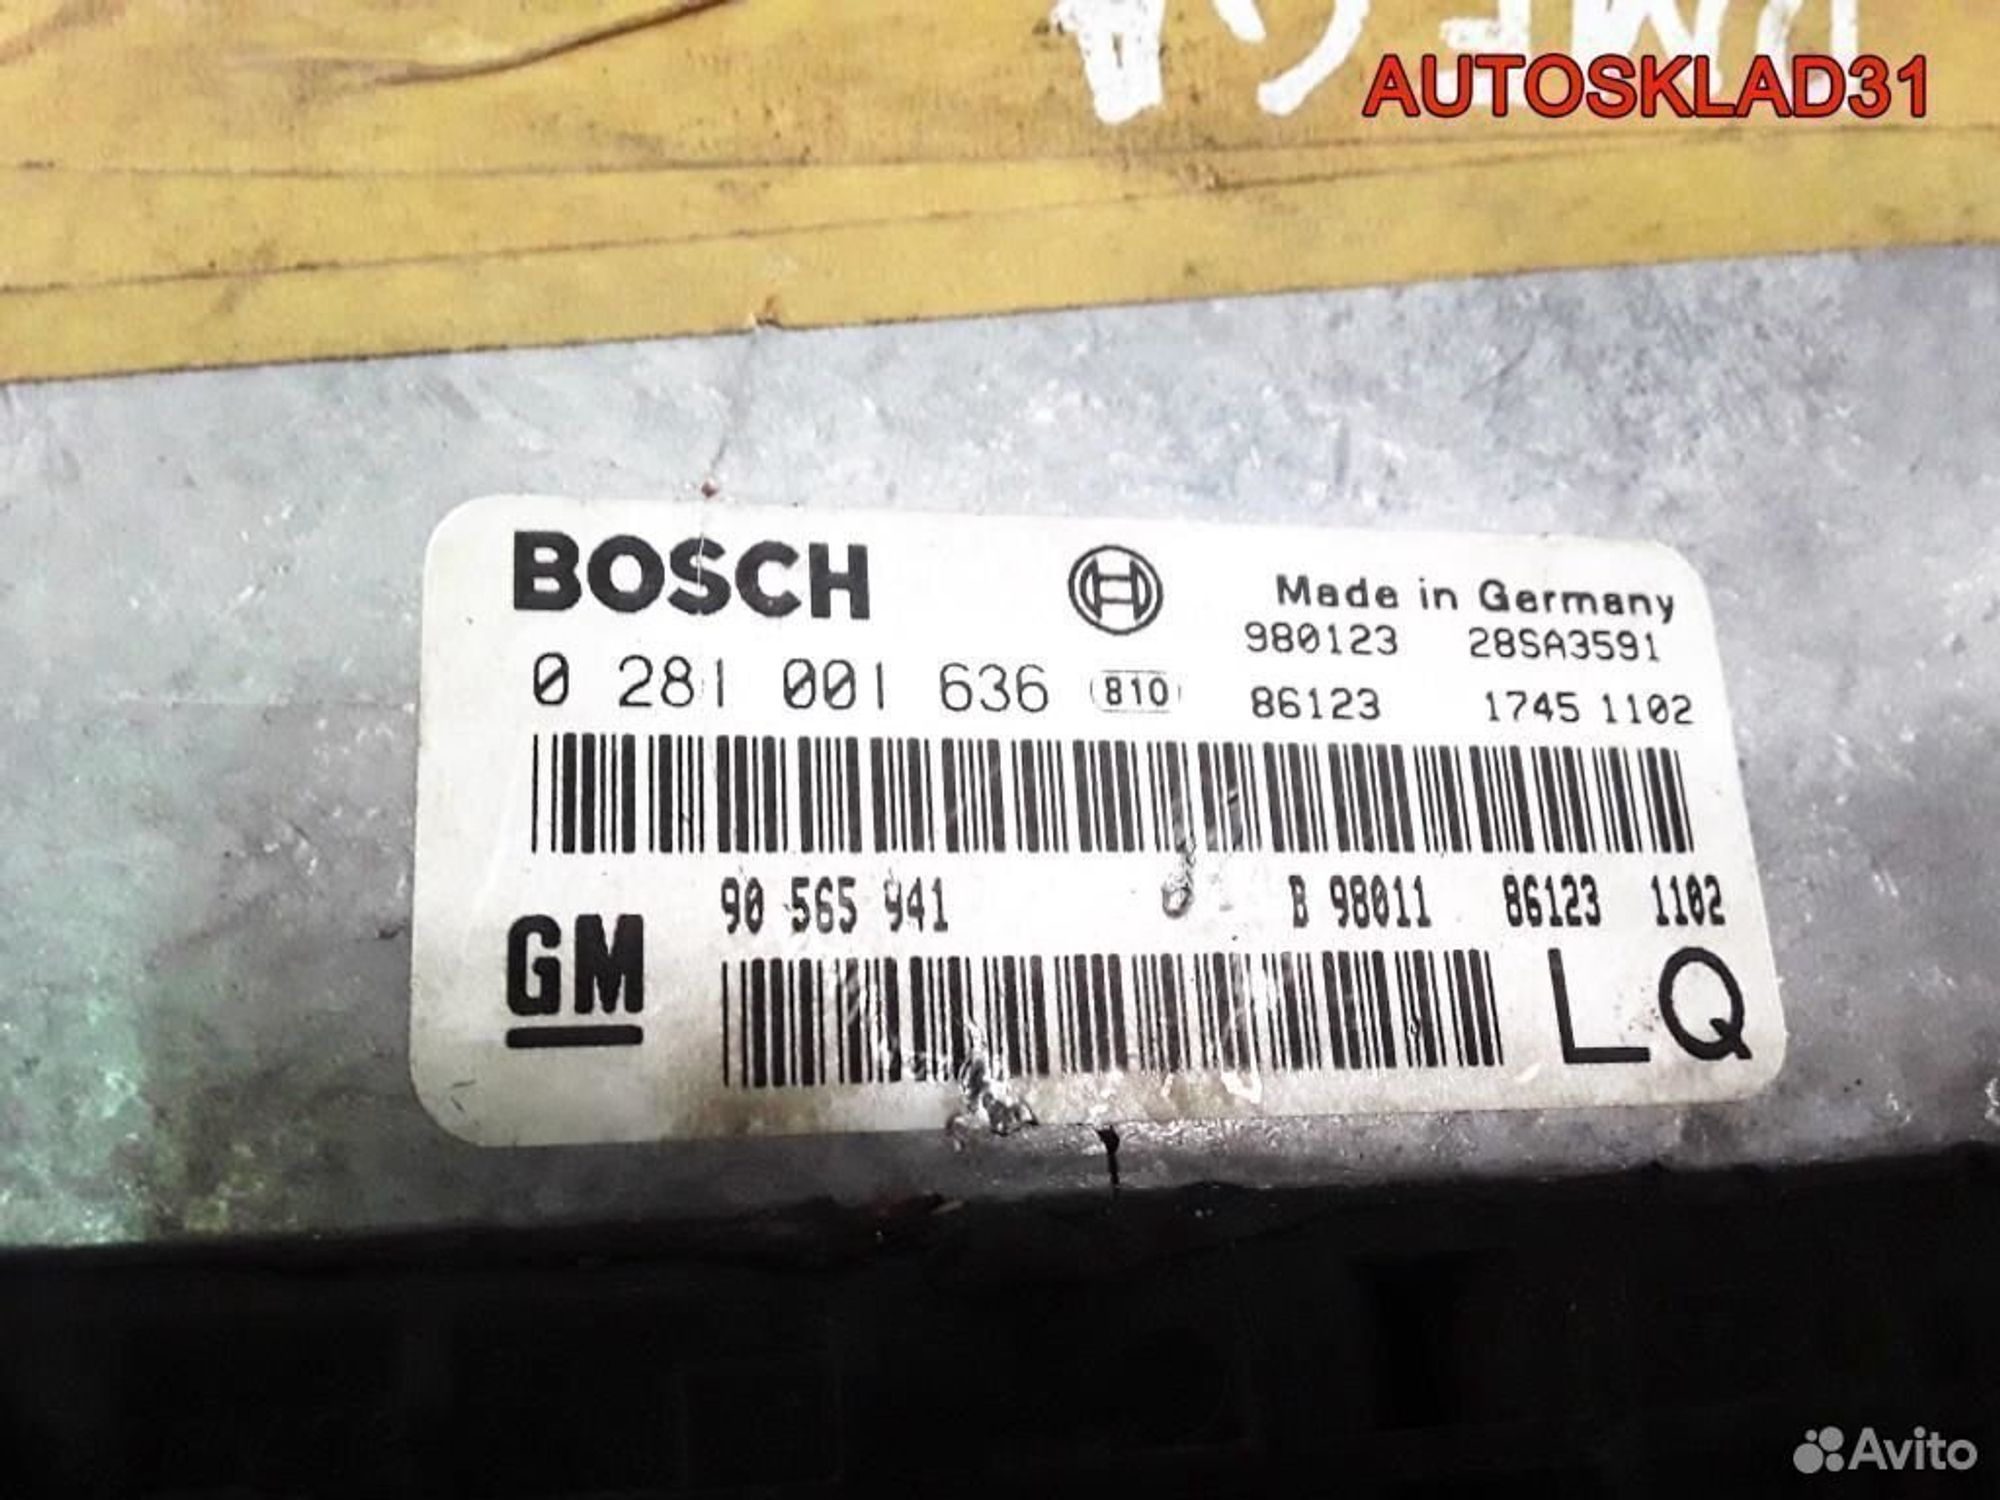 OMEGA
AUTOSKLAD31
BOSCH
Made in Germany
980123 28SA3591
0 281 001 636 810 86123 1745 1102
90 565 941 B 98011 86123 1102
GM
LQ
Avito